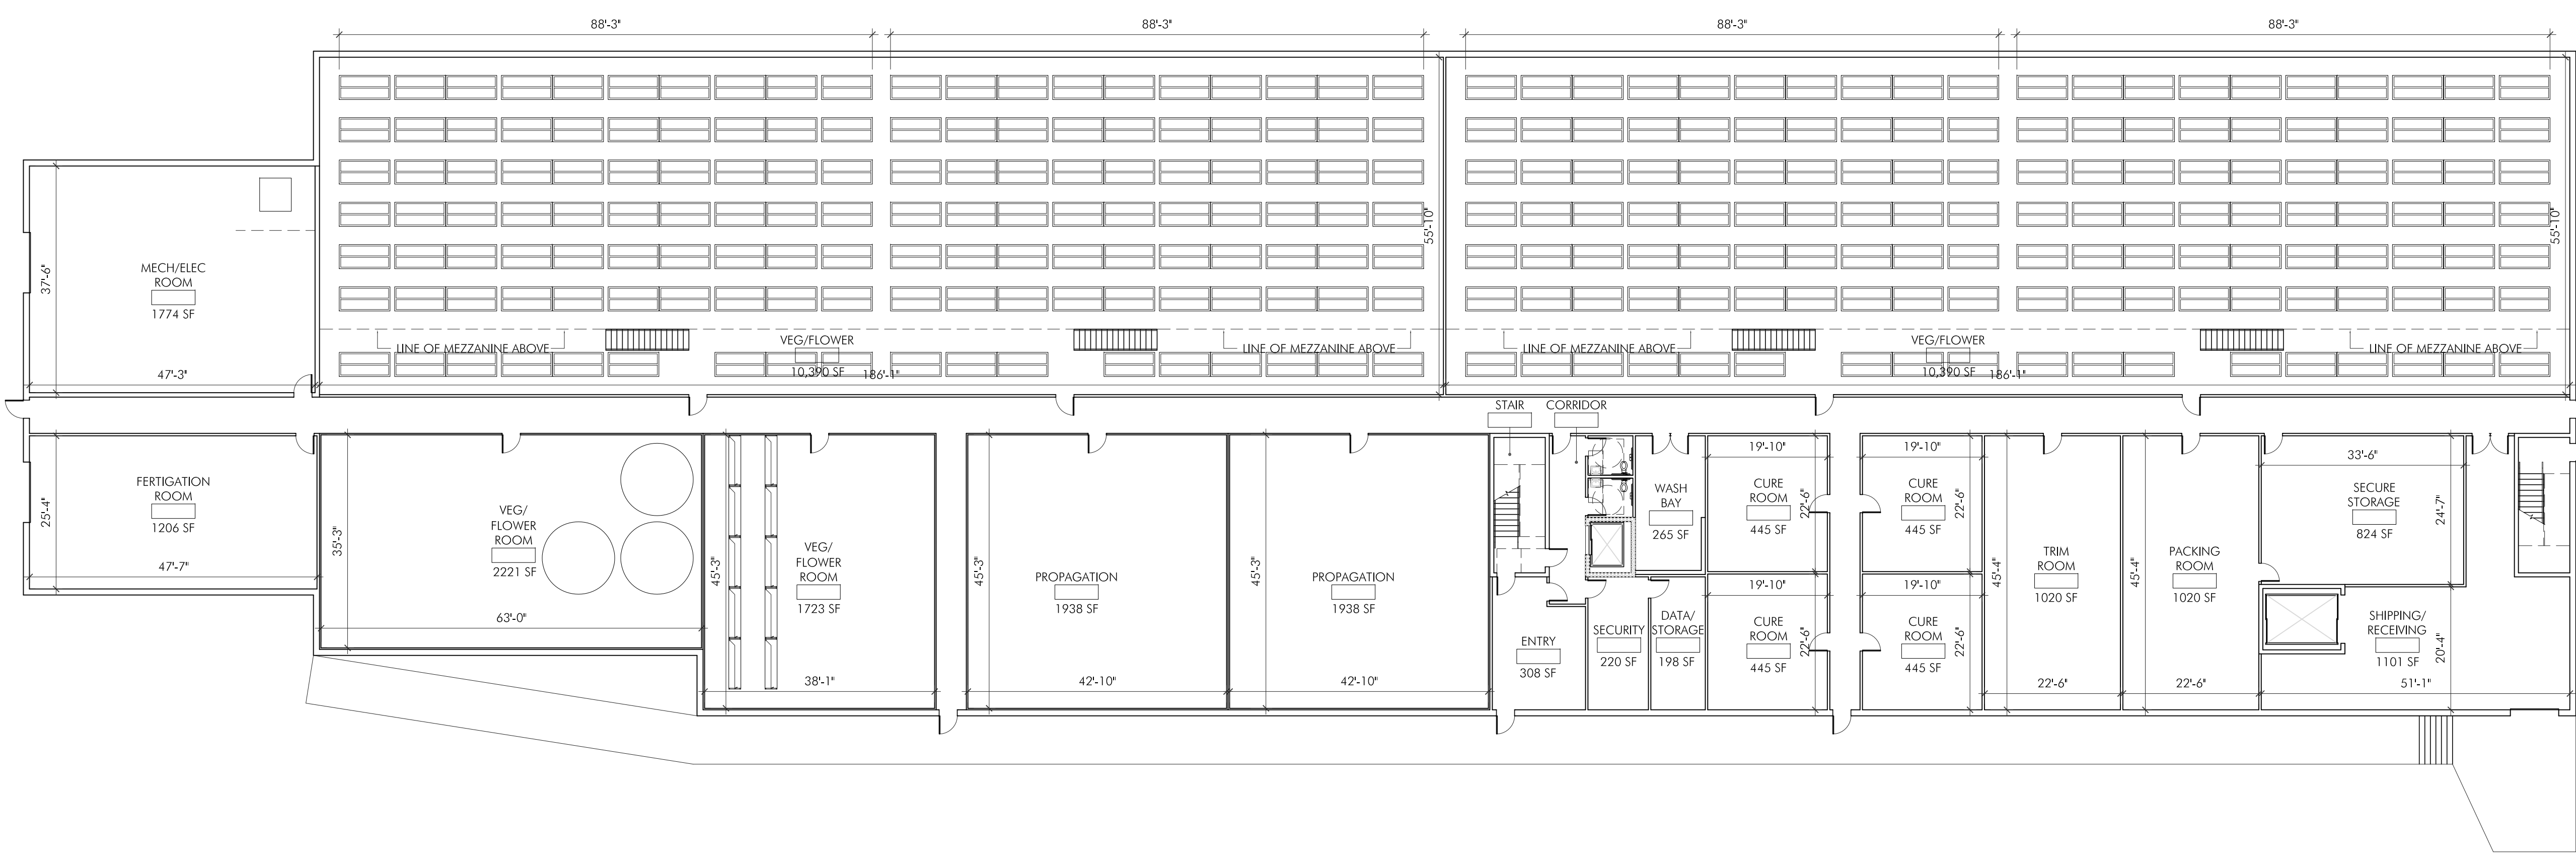 88'-3"
88'-3"
88'-3"
88'-3"
55'-10"
55'-10"
37'-6"
MECH/ELEC
ROOM
1774 SF
47'-3"
LINE OF MEZZANINE ABOVE
VEG/FLOWER
10,390 SF
186'-1"
LINE OF MEZZANINE ABOVE
LINE OF MEZZANINE ABOVE
VEG/FLOWER
10,390 SF
186'-1"
LINE OF MEZZANINE ABOVE
STAIR
CORRIDOR
25'-4"
FERTIGATION
ROOM
1206 SF
47'-7"
35'-3"
VEG/
FLOWER
ROOM
2221 SF
63'-0"
45'-3"
VEG/
FLOWER
ROOM
1723 SF
38'-1"
45'-3"
PROPAGATION
1938 SF
42'-10"
45'-3"
PROPAGATION
1938 SF
42'-10"
ENTRY
308 SF
WASH
BAY
265 SF
SECURITY
220 SF
DATA/
STORAGE
198 SF
19'-10"
CURE
ROOM
445 SF
22'-6"
19'-10"
CURE
ROOM
445 SF
22'-6"
19'-10"
CURE
ROOM
445 SF
22'-6"
19'-10"
CURE
ROOM
445 SF
22'-6"
45'-4"
TRIM
ROOM
1020 SF
22'-6"
45'-4"
PACKING
ROOM
1020 SF
22'-6"
33'-6"
SECURE
STORAGE
824 SF
24'-7"
SHIPPING/
RECEIVING
1101 SF
20'-4"
51'-1"